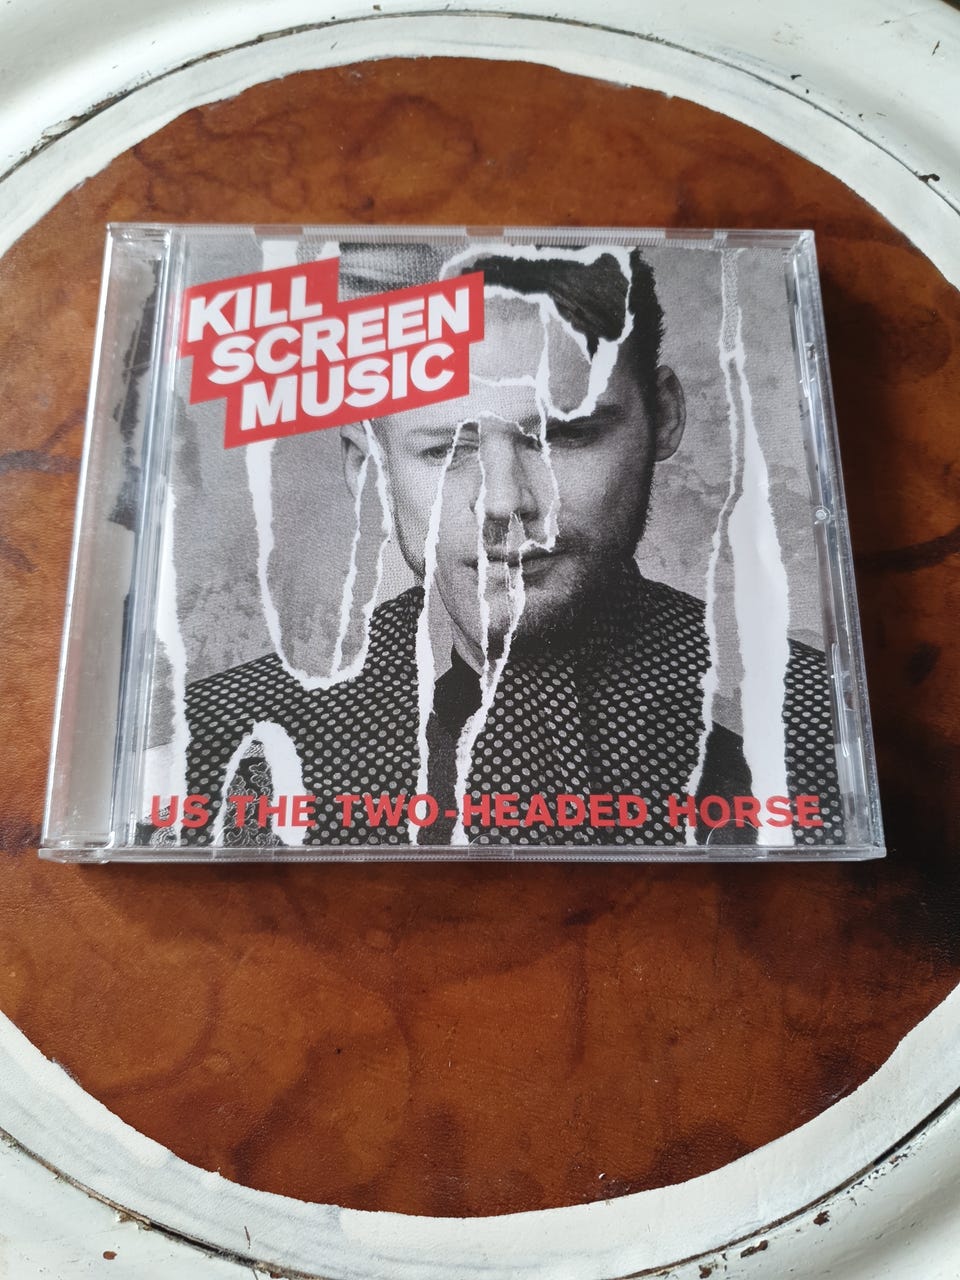 KILL
SCREEN
MUSIC
US THE TWO-HEADED HORSE